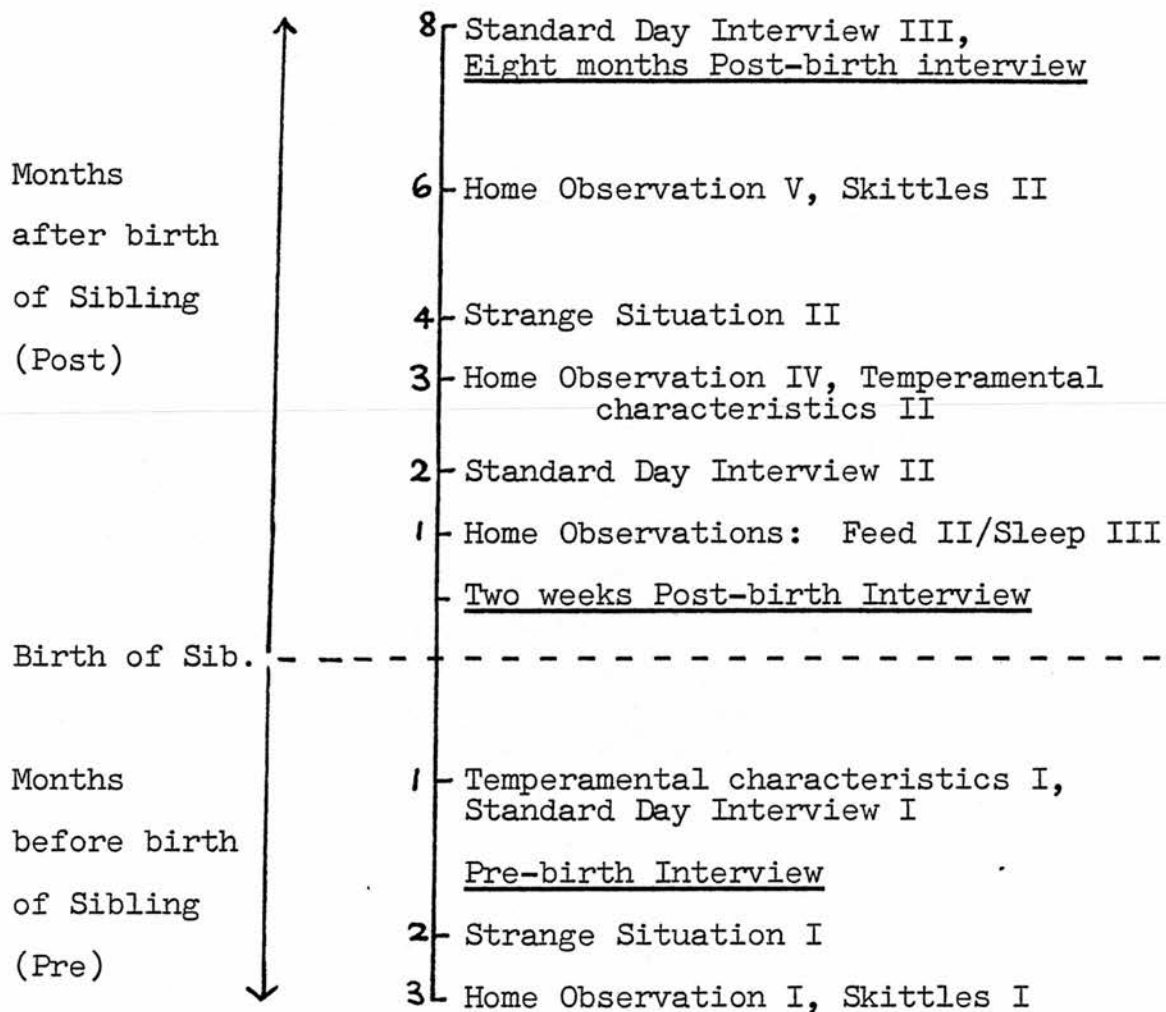 8 Standard Day Interview III,
Eight months Post-birth interview
Months
after birth
of Sibling
(Post)
6 Home Observation V, Skittles II
4 Strange Situation II
3 Home Observation IV, Temperamental
characteristics II
2 Standard Day Interview II
1 Home Observations: Feed II/Sleep III
Two weeks Post-birth Interview
Birth of Sib.
Months
before birth
of Sibling
(Pre)
1 Temperamental characteristics I,
Standard Day Interview I
Pre-birth Interview
2 Strange Situation I
3 Home Observation I, Skittles I